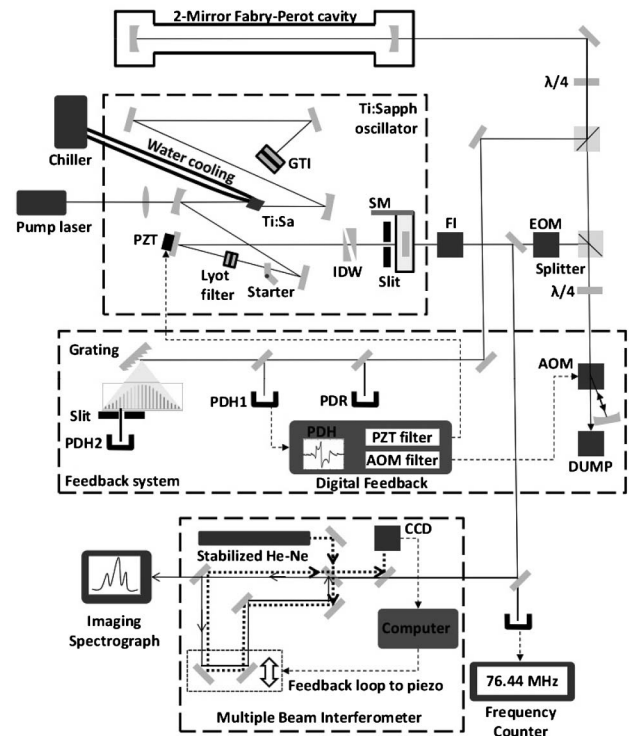 2-Mirror Fabry-Perot cavity
λ/4
Ti:Sapph
oscillator
Chiller
Water cooling
GTI
Pump laser
Ti:Sa
SM
FI
EOM
PZT
Lyot
filter
Starter
IDW
Slit
Splitter
λ/4
Grating
AOM
PDH1
PDR
Slit
PDH2
PDH
PZT filter
AOM filter
DUMP
Feedback system
Digital Feedback
Stabilized He-Ne
CCD
Imaging
Spectrograph
Computer
Feedback loop to piezo
76.44 MHz
Multiple Beam Interferometer
Frequency
Counter